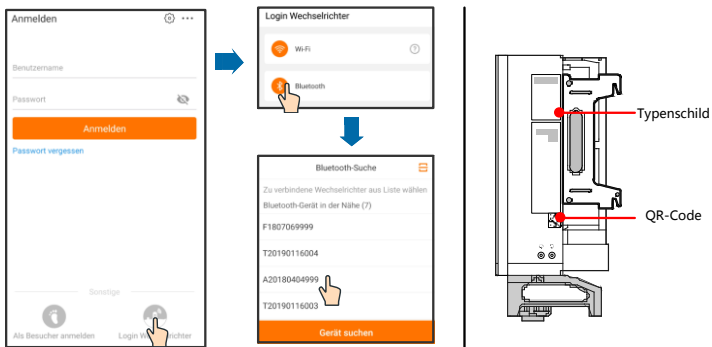 Anmelden
Benutzername
Passwort
Anmelden
Passwort vergessen
Sonstige
Als Besucher anmelden
Login Wechselrichter
Login Wechselrichter
Wi-Fi
Bluetooth
Bluetooth-Suche
Zu verbindene Wechselrichter aus Liste wählen
Bluetooth-Gerät in der Nähe (7)
F1807069999
T20190116004
A20180404999
T20190116003
Gerät suchen
Typenschild
QR-Code